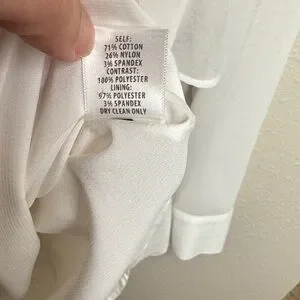 SELF:
71% COTTON
26% NYLON
3% SPANDEX
CONTRAST:
100% POLYESTER
LINING:
97% POLYESTER
3% SPANDEX
DRY CLEAN ONLY